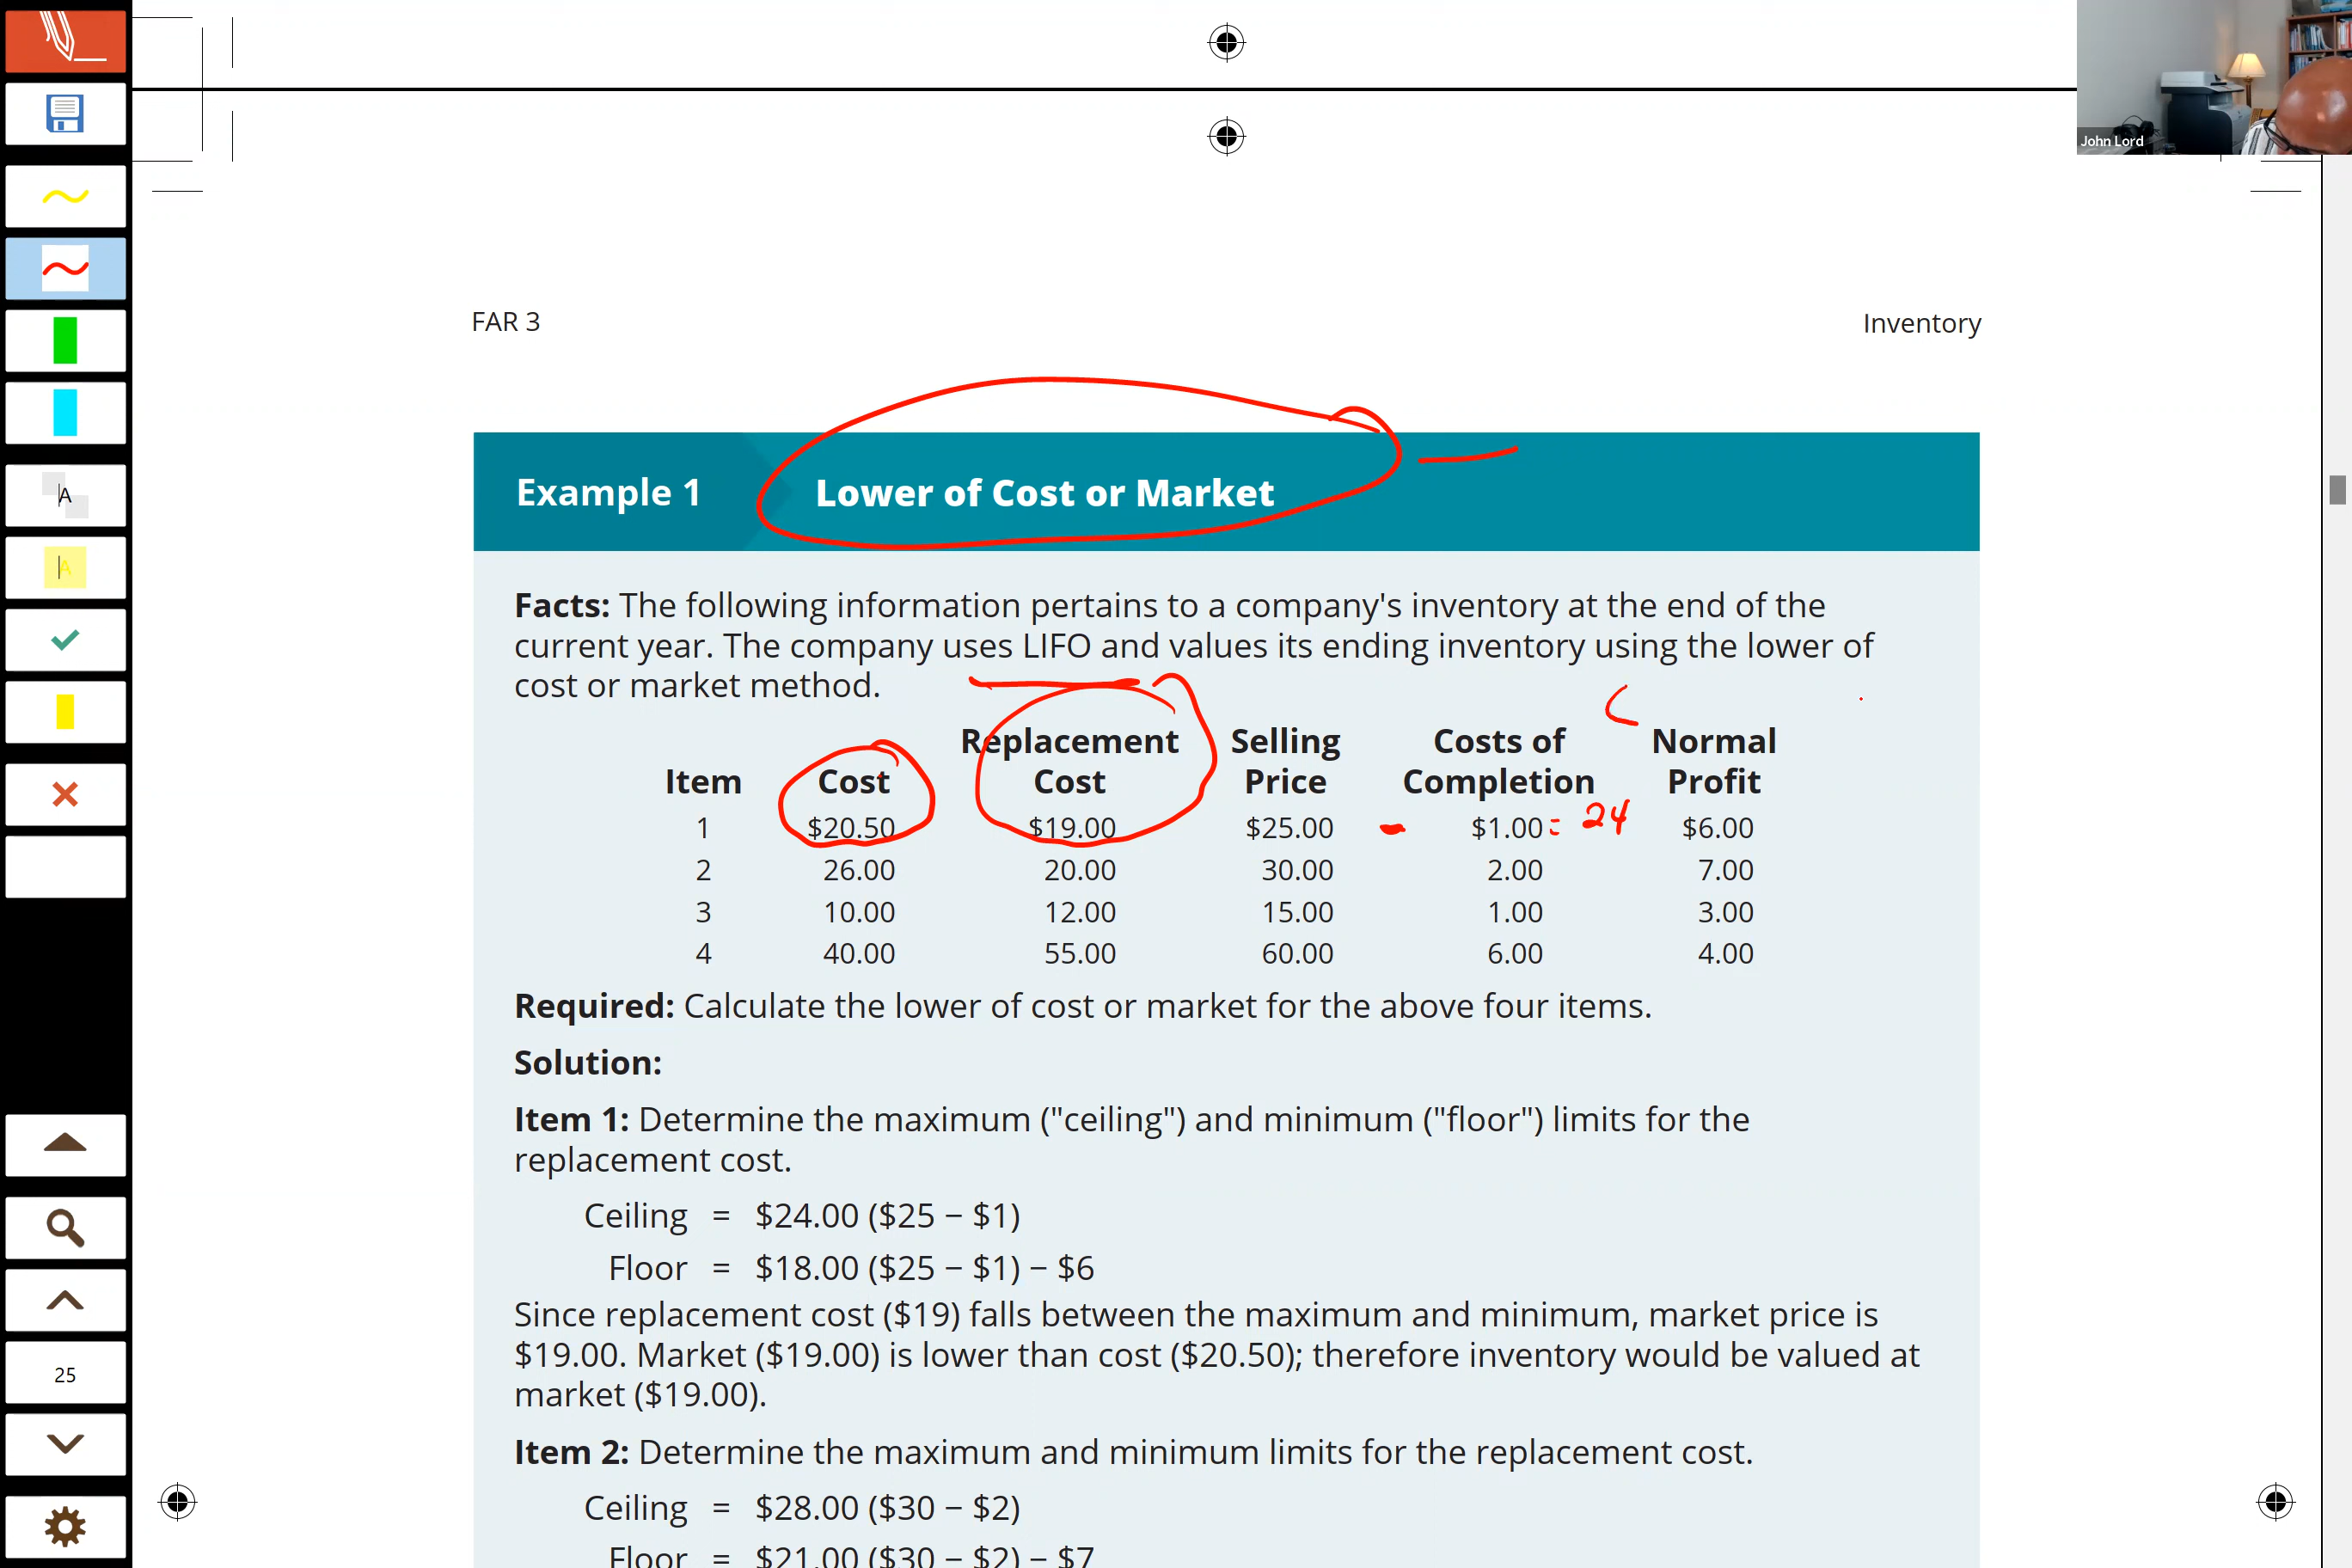 John Lord
FAR 3
Inventory
Example 1 Lower of Cost or Market
Facts: The following information pertains to a company's inventory at the end of the
current year. The company uses LIFO and values its ending inventory using the lower of
cost or market method.
Replacement Selling Costs of Normal
Item Cost Cost Price Completion Profit
1 $20.50 $19.00 $25.00 - $1.00 = 24 $6.00
2 26.00 20.00 30.00 2.00 7.00
3 10.00 12.00 15.00 1.00 3.00
4 40.00 55.00 60.00 6.00 4.00
Required: Calculate the lower of cost or market for the above four items.
Solution:
Item 1: Determine the maximum ("ceiling") and minimum ("floor") limits for the
replacement cost.
Ceiling = $24.00 ($25 − $1)
Floor = $18.00 ($25 − $1) − $6
Since replacement cost ($19) falls between the maximum and minimum, market price is
$19.00. Market ($19.00) is lower than cost ($20.50); therefore inventory would be valued at
market ($19.00).
Item 2: Determine the maximum and minimum limits for the replacement cost.
Ceiling = $28.00 ($30 − $2)
Floor = $21.00 ($30 − $2) − $7
A
A
25